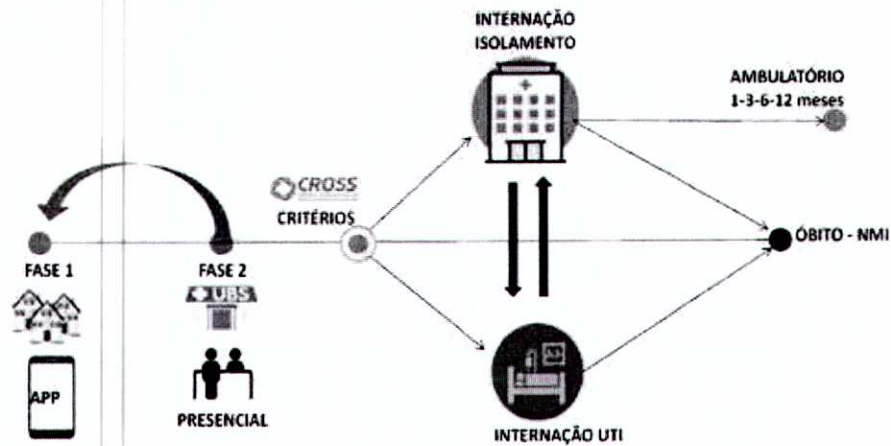 INTERNAÇÃO
ISOLAMENTO
AMBULATÓRIO
1-3-6-12 meses
CROSS
CRITÉRIOS
ÓBITO - NMI
FASE 1
FASE 2
UBS
APP
PRESENCIAL
INTERNAÇÃO UTI